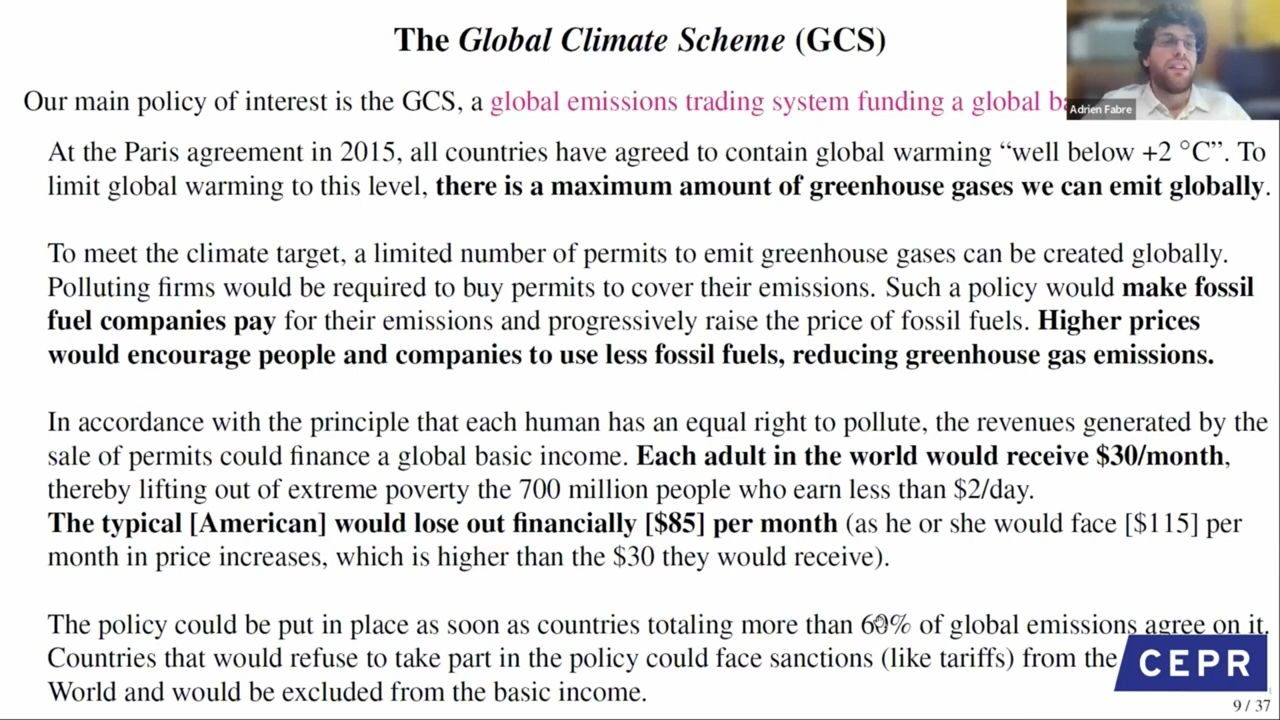 The Global Climate Scheme (GCS)
Our main policy of interest is the GCS, a global emissions trading system funding a global
Adrien Fabre
At the Paris agreement in 2015, all countries have agreed to contain global warming “well below +2 °C”. To
limit global warming to this level, there is a maximum amount of greenhouse gases we can emit globally.
To meet the climate target, a limited number of permits to emit greenhouse gases can be created globally.
Polluting firms would be required to buy permits to cover their emissions. Such a policy would make fossil
fuel companies pay for their emissions and progressively raise the price of fossil fuels. Higher prices
would encourage people and companies to use less fossil fuels, reducing greenhouse gas emissions.
In accordance with the principle that each human has an equal right to pollute, the revenues generated by the
sale of permits could finance a global basic income. Each adult in the world would receive $30/month,
thereby lifting out of extreme poverty the 700 million people who earn less than $2/day.
The typical [American] would lose out financially [$85] per month (as he or she would face [$115] per
month in price increases, which is higher than the $30 they would receive).
The policy could be put in place as soon as countries totaling more than 60% of global emissions agree on it.
Countries that would refuse to take part in the policy could face sanctions (like tariffs) from the
World and would be excluded from the basic income.
CEPR
9 / 37